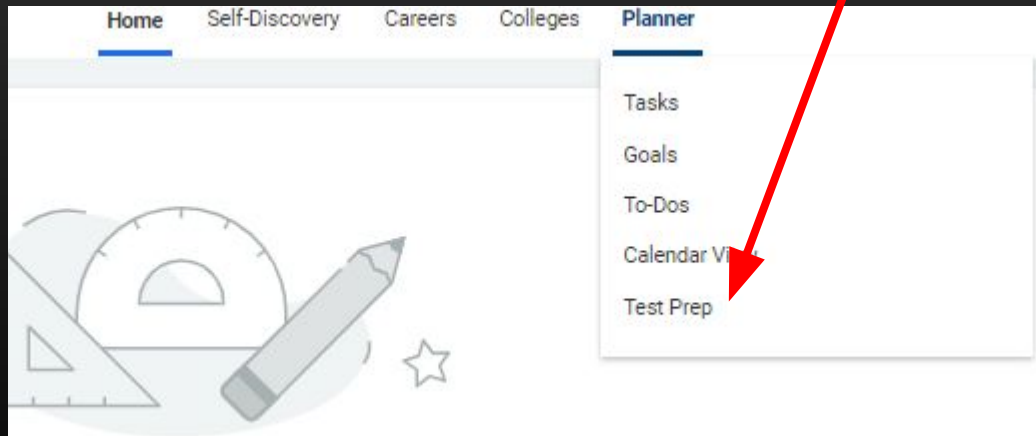 Home Self-Discovery Careers Colleges Planner
Tasks
Goals
To-Dos
Calendar
Test Prep